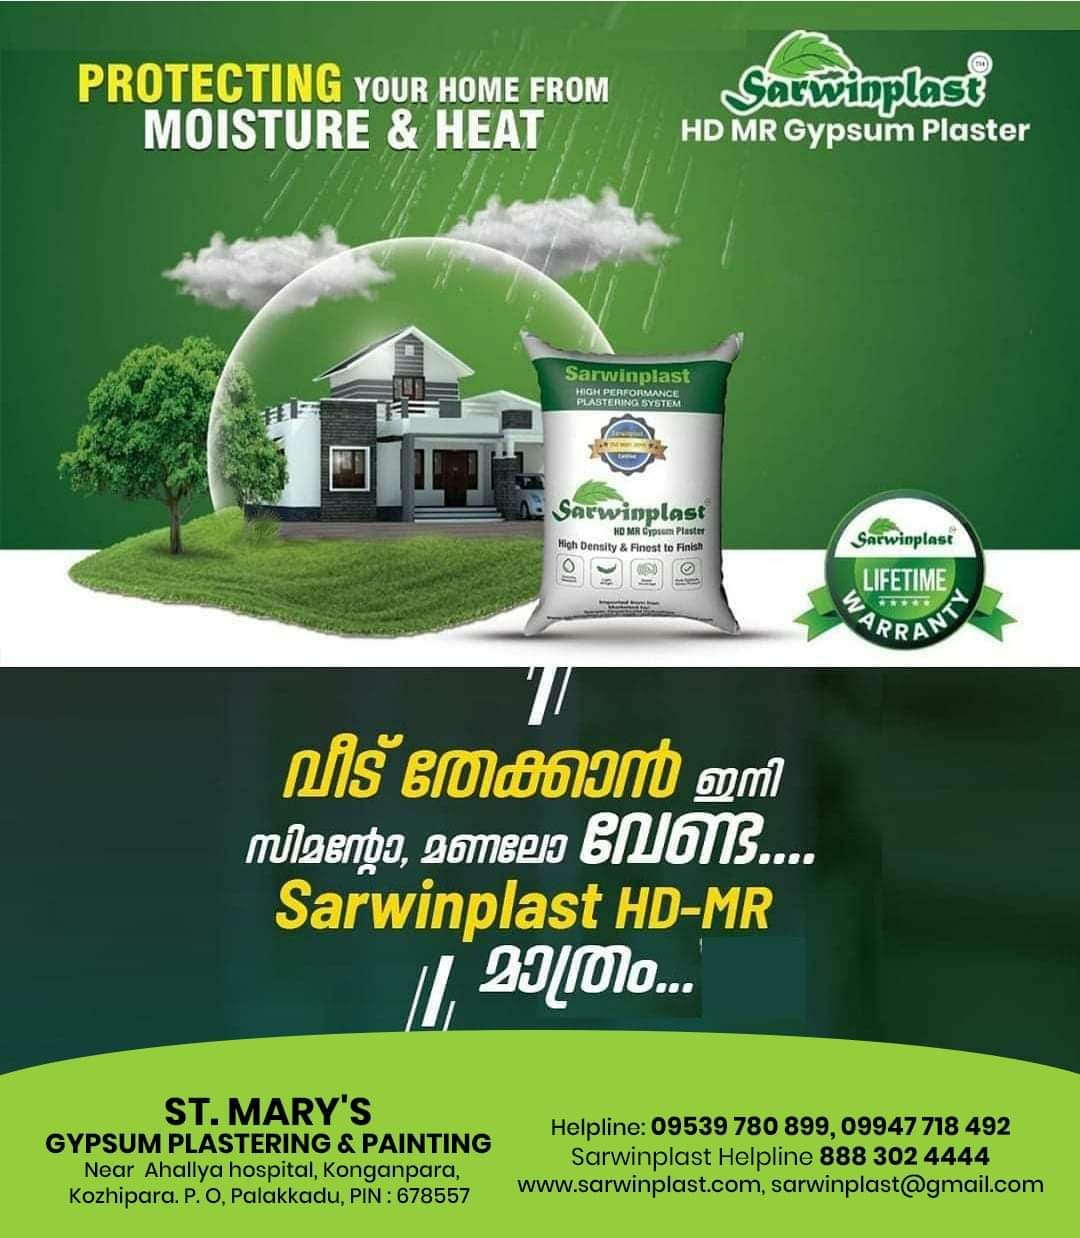 PROTECTING YOUR HOME FROM
MOISTURE & HEAT
Sarwinplast TM
HD MR Gypsum Plaster
Sarwinplast
HIGH PERFORMANCE
PLASTERING SYSTEM
Sarwinplast
HD MR Gypsum Plaster
High Density & Finest to Finish
Sarwinplast
LIFETIME
WARRANTY
വീട് തേക്കാൻ ഇനി
സിമന്റോ, മണലോ വേണ്ട....
Sarwinplast HD-MR
മാത്രം...
ST. MARY'S
GYPSUM PLASTERING & PAINTING
Near Ahallya hospital, Konganpara,
Kozhipara. P. O, Palakkadu, PIN : 678557
Helpline: 09539 780 899, 09947 718 492
Sarwinplast Helpline 888 302 4444
www.sarwinplast.com, sarwinplast@gmail.com